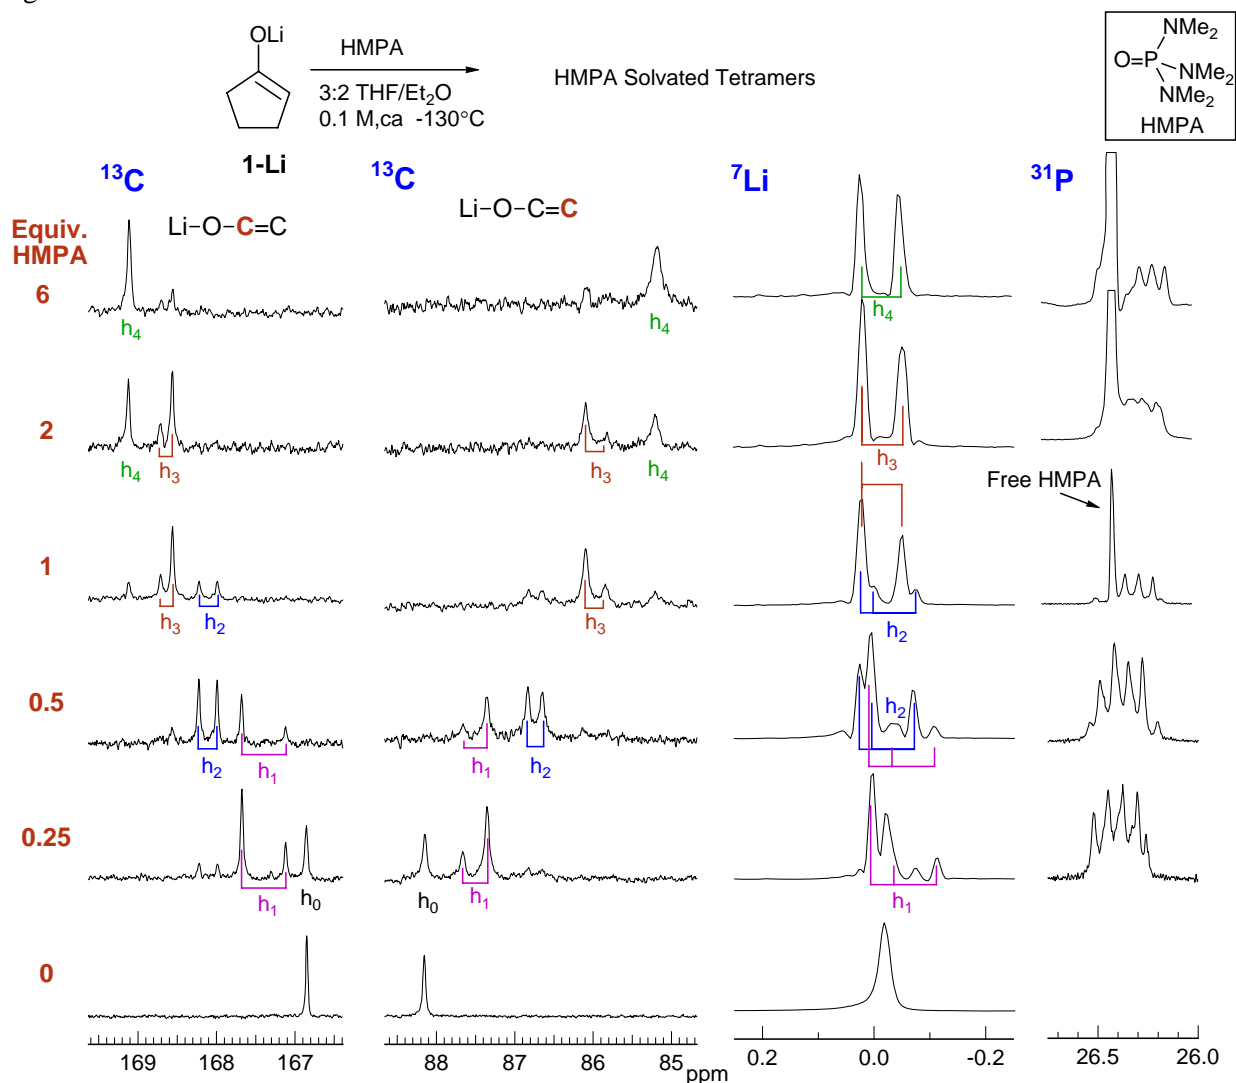 OLi
HMPA
3:2 THF/Et2O
0.1 M,ca -130°C
HMPA Solvated Tetramers
1-Li
NMe2
O=P
NMe2
NMe2
HMPA
13C
13C
7Li
31P
Li-O-C=C
Li-O-C=C
Equiv.
HMPA
6
h4
h4
h4
2
h4
h3
h3
h4
h3
Free HMPA
1
h3
h2
h3
h2
0.5
h2
h1
h1
h2
h2
0.25
h1
h0
h0
h1
h1
0
169
168
167
88
87
86
85
ppm
0.2
0.0
-0.2
26.5
26.0